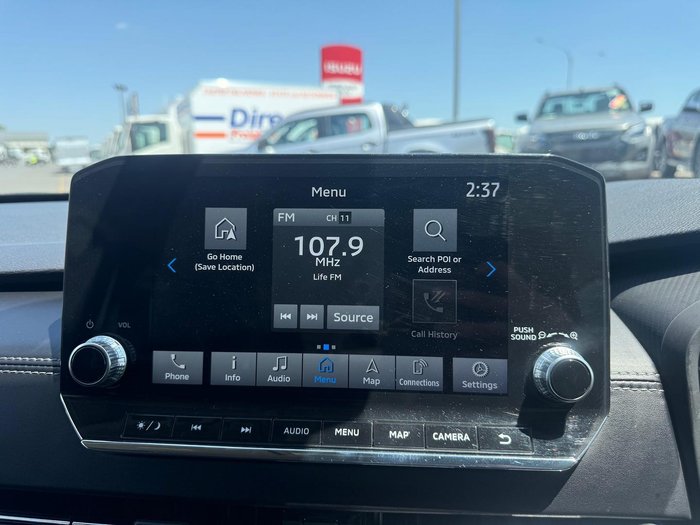 ISUZU
Dire
Menu
2:37
Go Home
(Save Location)
FM
CH 11
107.9
MHz
Life FM
Source
Search POI or
Address
Call History
VOL
PUSH
SOUND
Phone
Info
Audio
Menu
Map
Connections
Settings
AUDIO
MENU
MAP
CAMERA